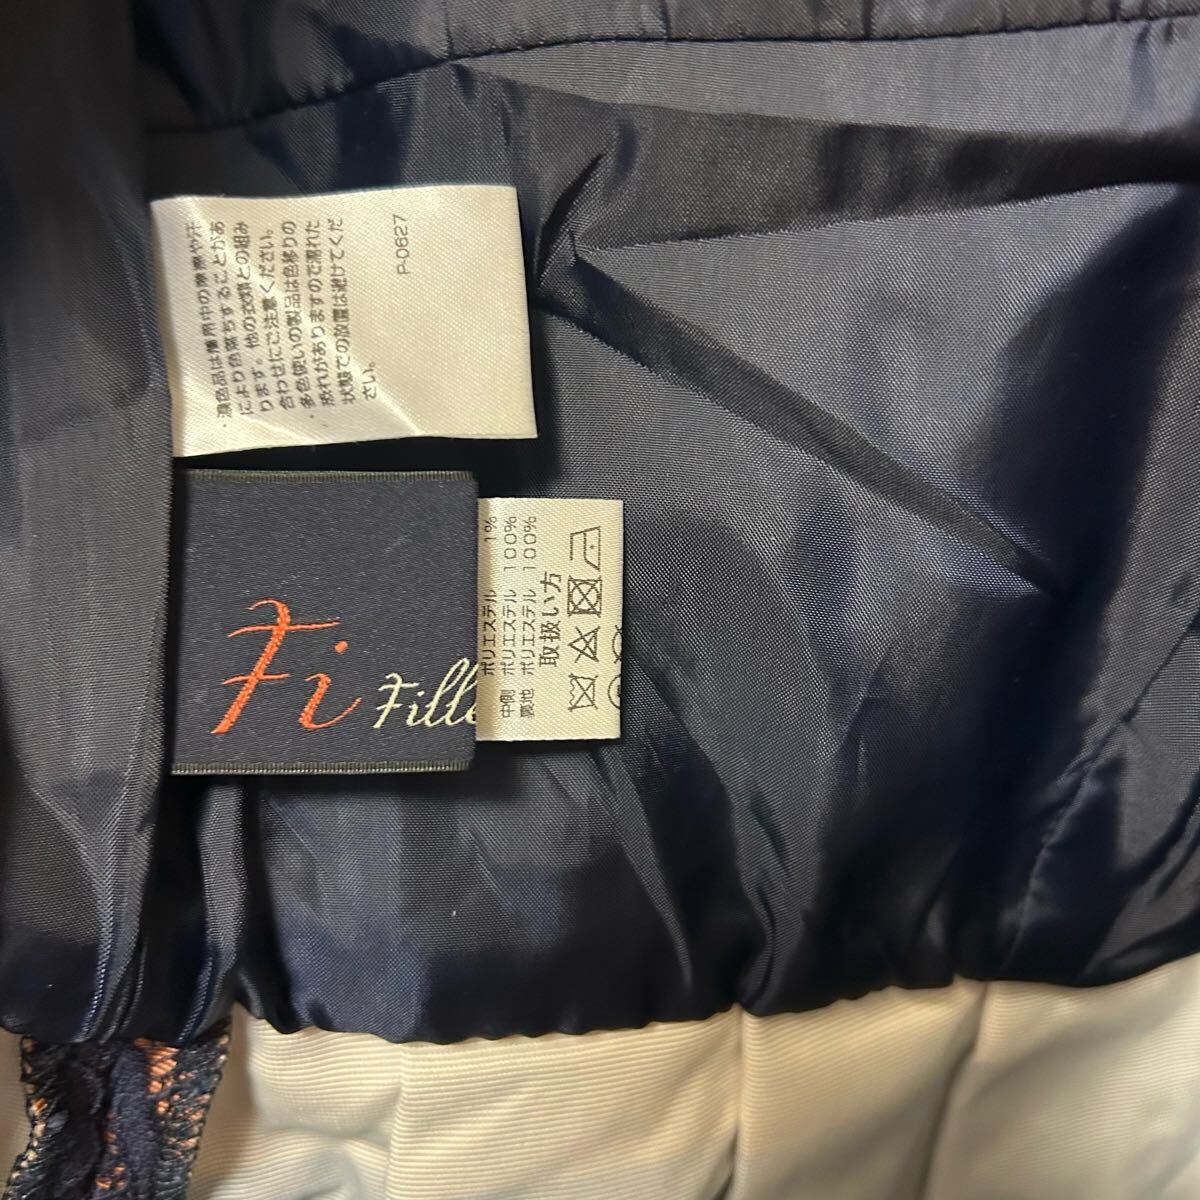 ・濃色品は使用中の摩擦や汗
により色落ちすることがあ
ります。他の衣類との組み
合わせにご注意ください。
・多色使いの製品は色移りの
恐れがありますので濡れた
状態での放置は避けてくだ
さい。
P-0627
Fi
Fille
ポリエステル 1%
中側 ポリエステル 100%
裏地 ポリエステル 100%
取扱い方